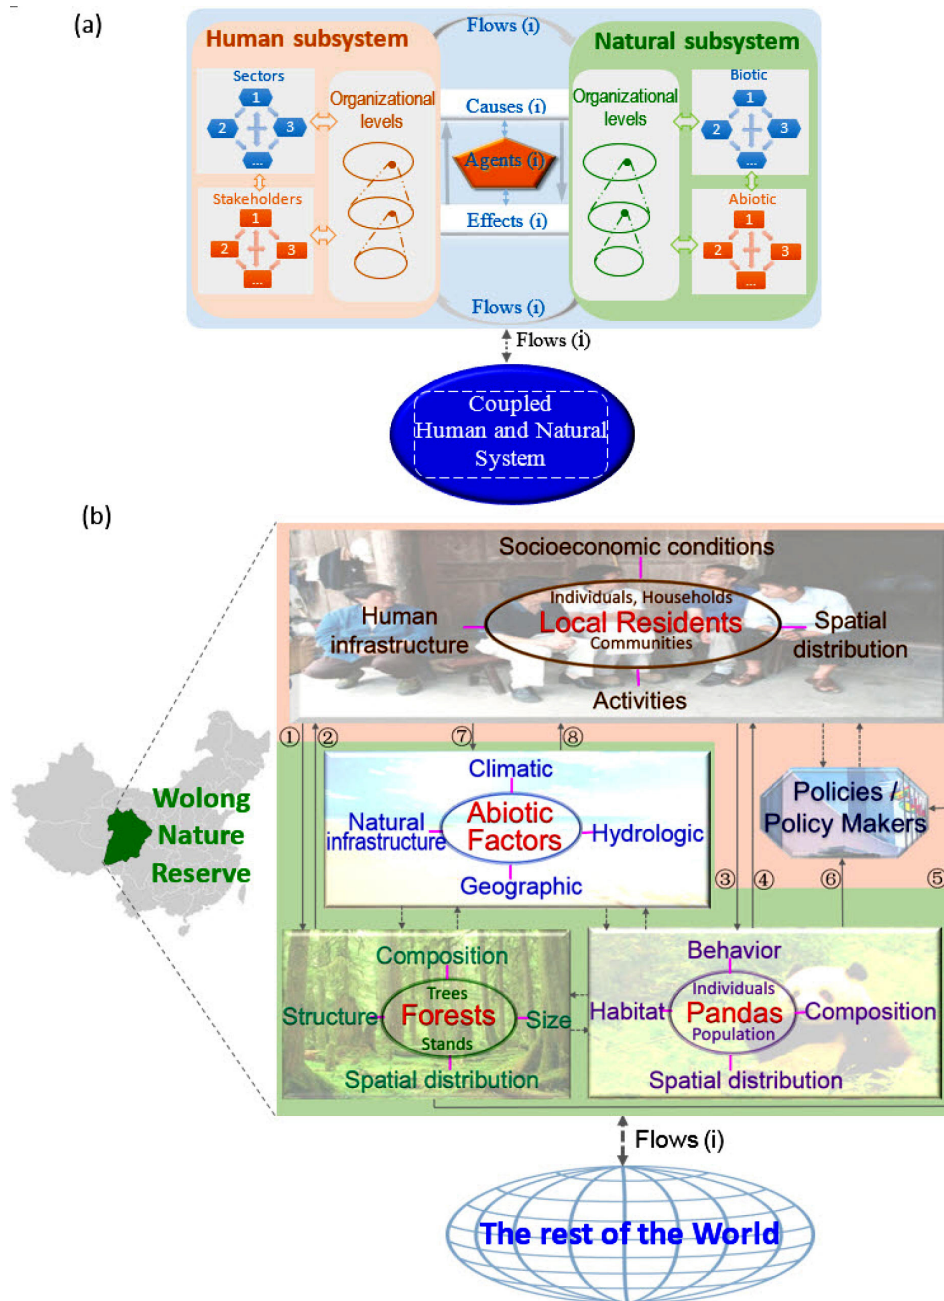 (a)
Human subsystem
Flows (i)
Natural subsystem
Sectors
1
2
3
...
Organizational
levels
Stakeholders
1
2
3
...
Causes (i)
Agents (i)
Effects (i)
Flows (i)
Organizational
levels
Biotic
1
2
3
...
Abiotic
1
2
3
...
Flows (i)
Coupled
Human and Natural
System
(b)
Socioeconomic conditions
Individuals, Households
Local Residents
Communities
Human
infrastructure
Spatial
distribution
Activities
① ② ⑦ ⑧
Wolong
Nature
Reserve
Climatic
Abiotic
Factors
Natural
infrastructure
Hydrologic
Geographic
Policies /
Policy Makers
③ ④ ⑥ ⑤
Composition
Trees
Structure
Forests
Size
Stands
Spatial distribution
Behavior
Individuals
Habitat
Pandas
Composition
Population
Spatial distribution
Flows (i)
The rest of the World